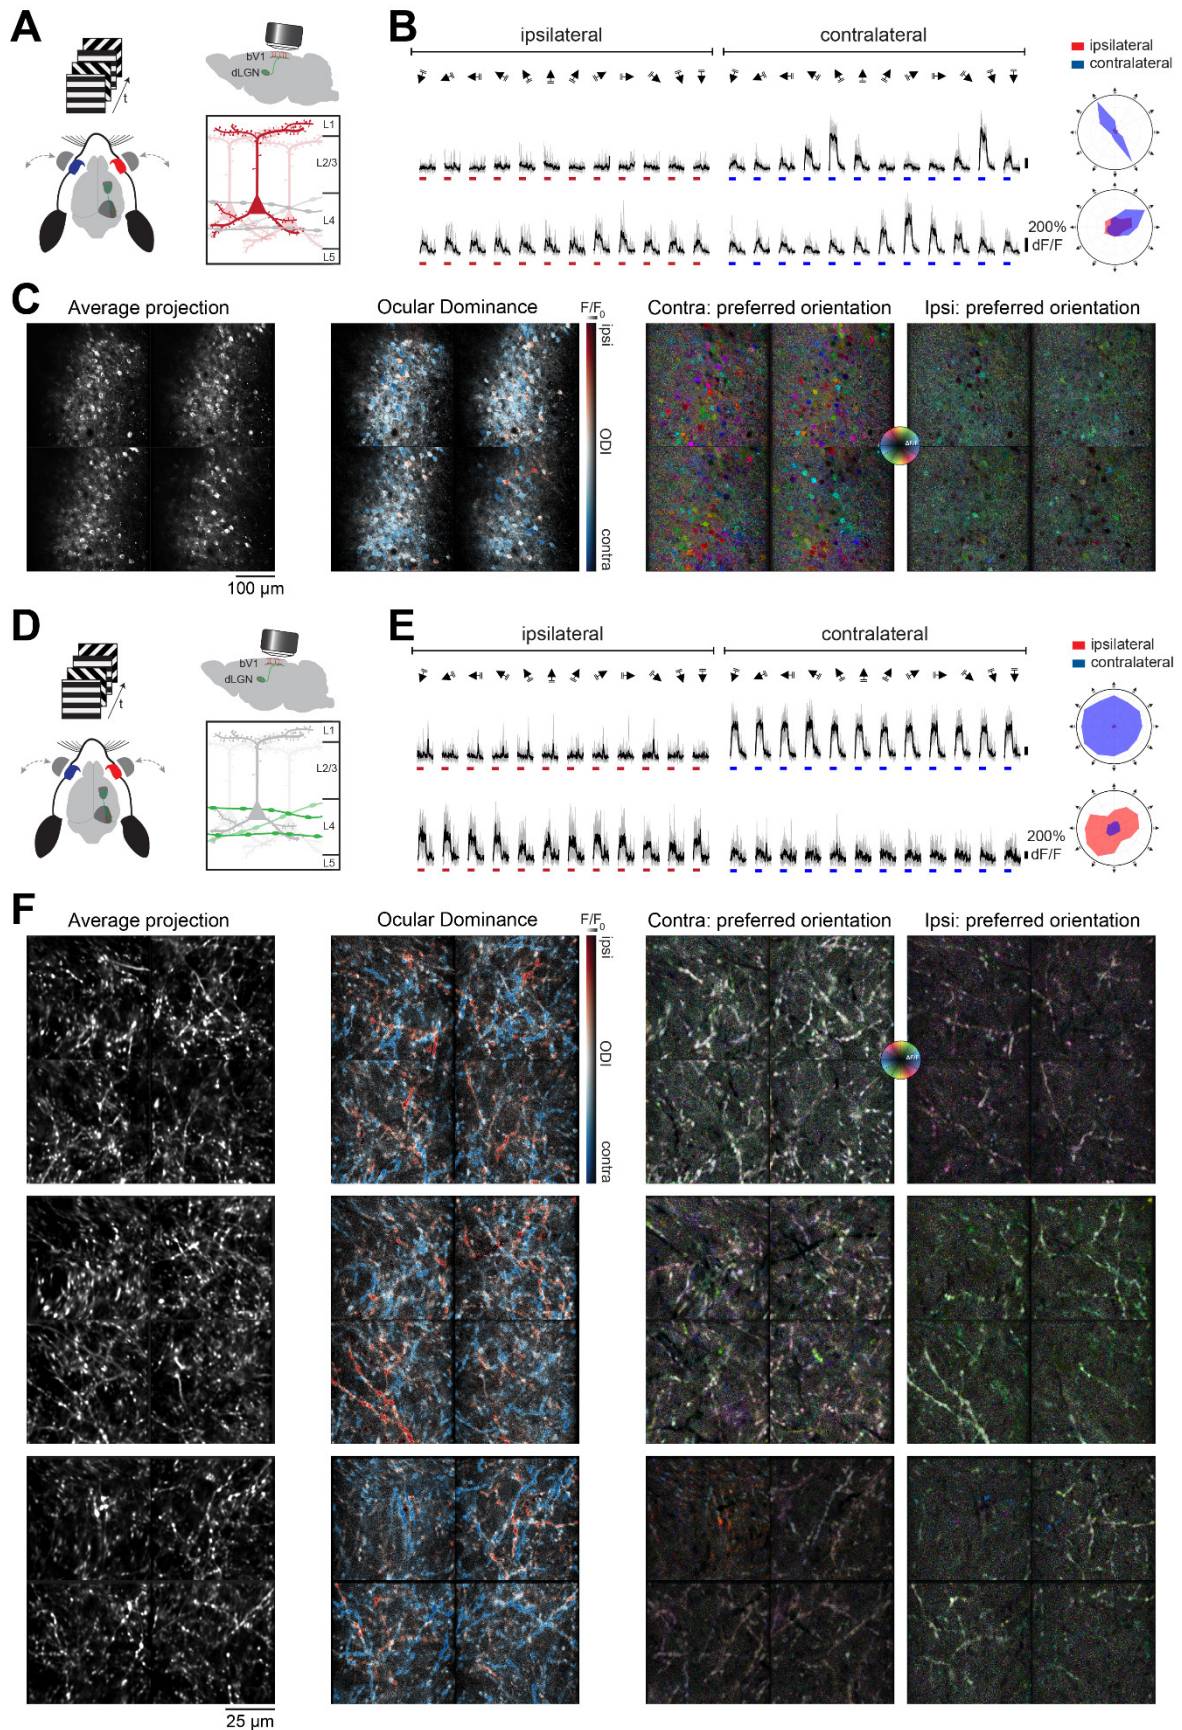 A
t
bV1
dLGN
L1
L2/3
L4
L5
B
ipsilateral
contralateral
ipsilateral
contralateral
200%
dF/F
C
Average projection
Ocular Dominance
F/F0
ipsi
ODI
contra
Contra: preferred orientation
Ipsi: preferred orientation
ΔF/F
100 µm
D
t
bV1
dLGN
L1
L2/3
L4
L5
E
ipsilateral
contralateral
ipsilateral
contralateral
200%
dF/F
F
Average projection
Ocular Dominance
F/F0
ipsi
ODI
contra
Contra: preferred orientation
Ipsi: preferred orientation
ΔF/F
25 µm